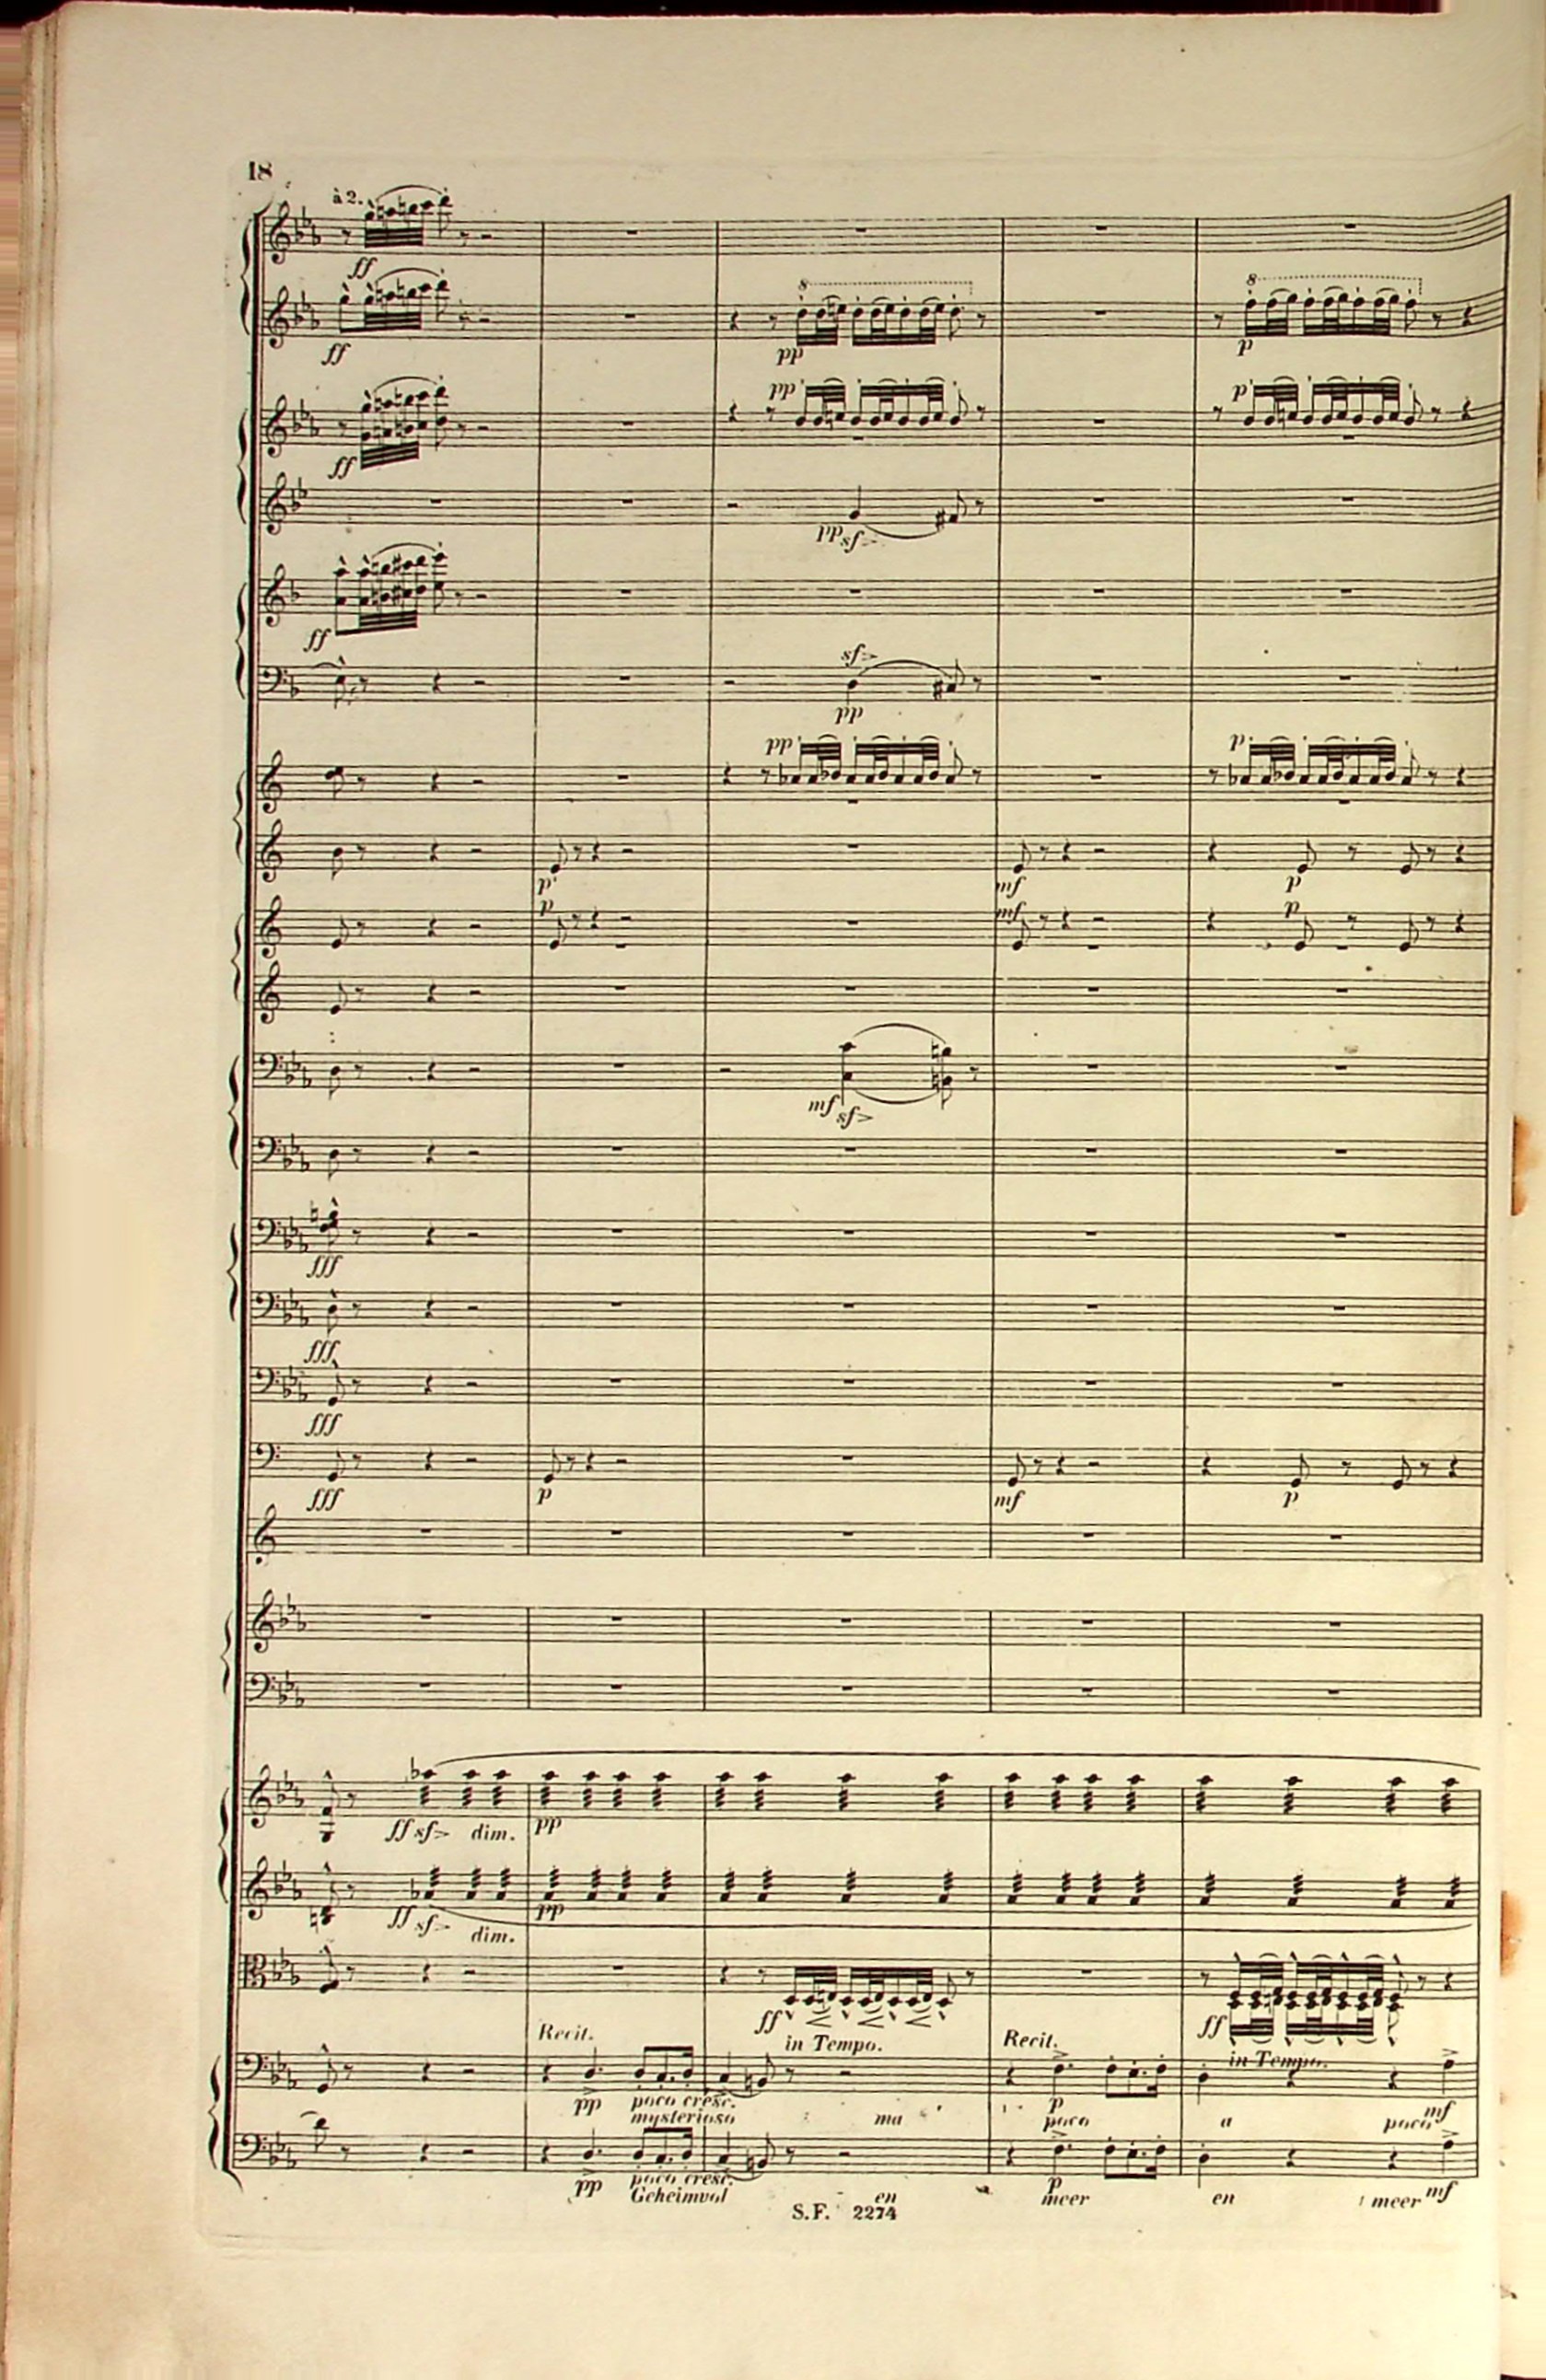 18
à 2.
ff
8
8
ff
pp
p
pp
p
ff
pp sf
ff
sf
pp
pp
p
p
mf
p
p
mf
p
mf sf
fff
fff
fff
fff
p
mf
p
ff sf dim.
pp
ff sf
pp
dim.
ff
ff
Recit.
in Tempo.
Recit.
in Tempo.
pp
poco cresc.
p
mf
mysterioso
ma
poco
a
poco
pp
poco cresc.
p
mf
Geheimvol
en
meer
en
meer
S.F. 2274